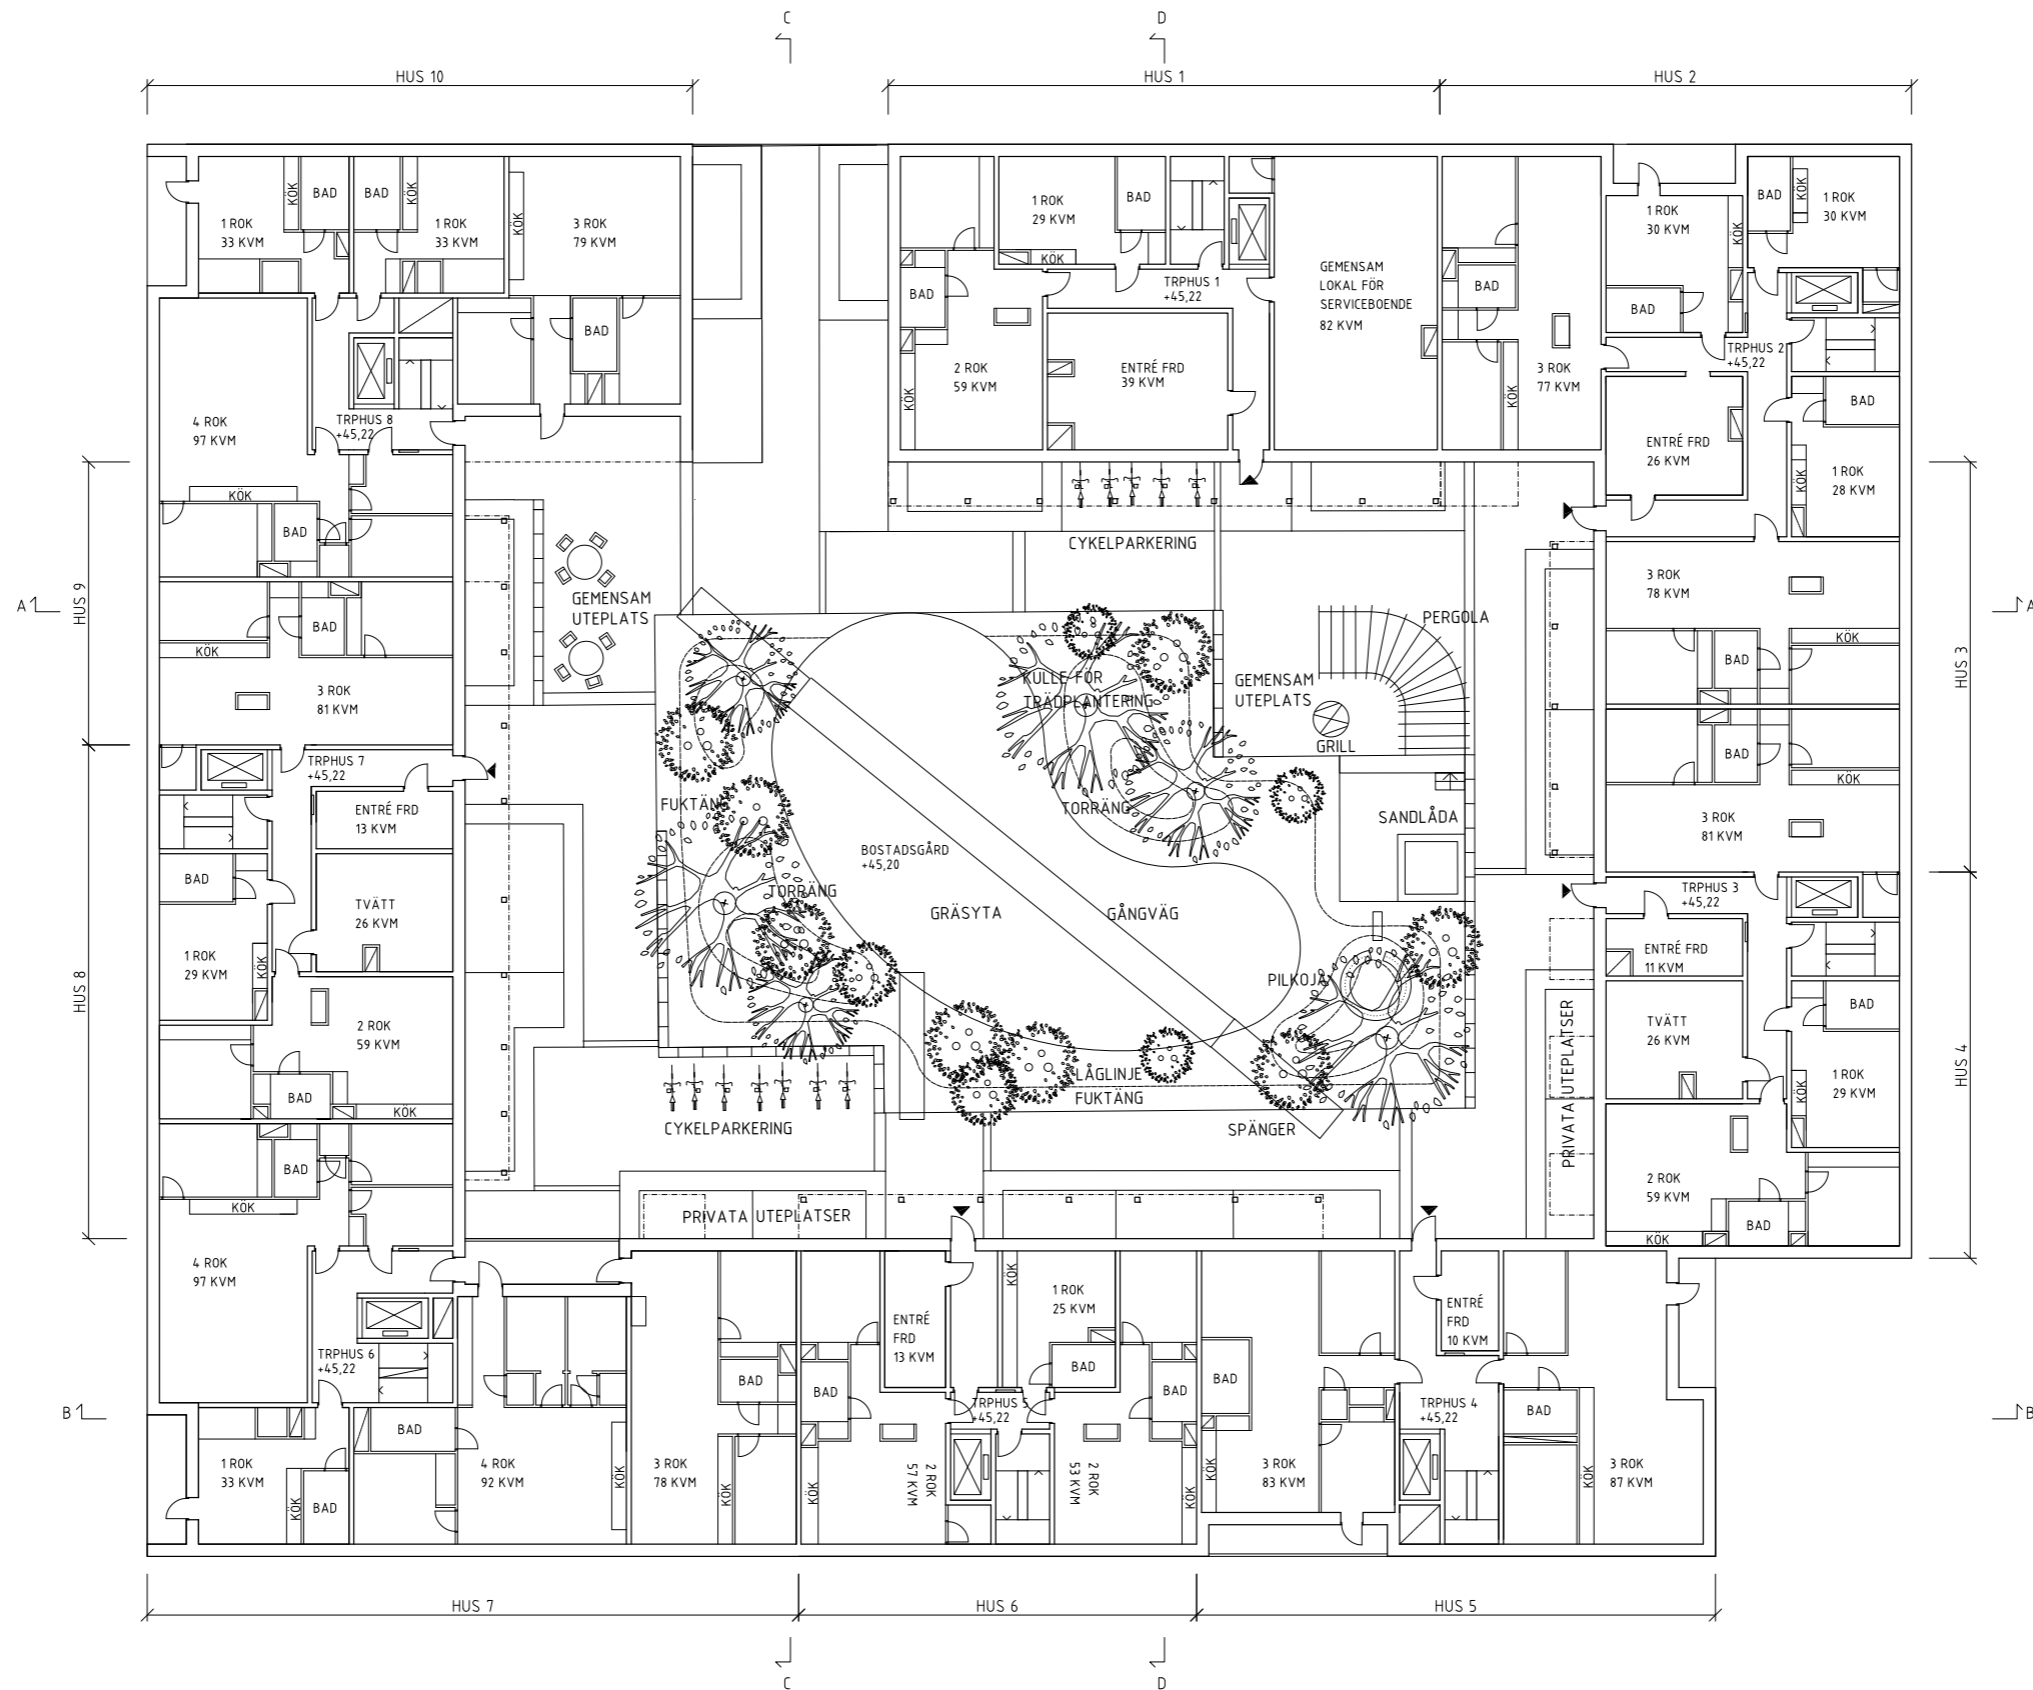 C
D
HUS 10
HUS 1
HUS 2
KÖK
BAD
BAD
KÖK
1 ROK
33 KVM
1 ROK
33 KVM
KÖK
3 ROK
79 KVM
BAD
4 ROK
97 KVM
TRPHUS 8
+45,22
KÖK
BAD
1 ROK
29 KVM
BAD
KÖK
TRPHUS 1
+45,22
BAD
2 ROK
59 KVM
KÖK
ENTRÉ FRD
39 KVM
GEMENSAM
LOKAL FÖR
SERVICEBOENDE
82 KVM
BAD
3 ROK
77 KVM
KÖK
1 ROK
30 KVM
KÖK
BAD
BAD
KÖK
1 ROK
30 KVM
TRPHUS 2
+45,22
BAD
ENTRÉ FRD
26 KVM
1 ROK
28 KVM
KÖK
HUS 9
A
A
HUS 3
BAD
KÖK
3 ROK
81 KVM
TRPHUS 7
+45,22
GEMENSAM
UTEPLATS
CYKELPARKERING
PERGOLA
KULLE FÖR
TRÄDPLANTERING
GEMENSAM
UTEPLATS
GRILL
3 ROK
78 KVM
KÖK
BAD
BAD
KÖK
3 ROK
81 KVM
ENTRÉ FRD
13 KVM
FUKTÄNG
TORRÄNG
SANDLÅDA
BOSTADSGÅRD
+45,20
TORRÄNG
GRÄSYTA
GÅNGVÄG
PILKOJA
BAD
TVÄTT
26 KVM
1 ROK
29 KVM
KÖK
HUS 8
2 ROK
59 KVM
BAD
KÖK
TRPHUS 3
+45,22
ENTRÉ FRD
11 KVM
BAD
TVÄTT
26 KVM
1 ROK
29 KVM
KÖK
HUS 4
PRIVATA UTEPLATSER
2 ROK
59 KVM
BAD
KÖK
LÅGLINJE
FUKTÄNG
CYKELPARKERING
SPÄNGER
PRIVATA UTEPLATSER
BAD
KÖK
4 ROK
97 KVM
TRPHUS 6
+45,22
B
B
1 ROK
33 KVM
KÖK
BAD
BAD
4 ROK
92 KVM
KÖK
3 ROK
78 KVM
BAD
KÖK
ENTRÉ
FRD
13 KVM
BAD
KÖK
2 ROK
57 KVM
TRPHUS 5
+45,22
KÖK
1 ROK
25 KVM
BAD
BAD
2 ROK
53 KVM
KÖK
BAD
KÖK
3 ROK
83 KVM
ENTRÉ
FRD
10 KVM
TRPHUS 4
+45,22
BAD
KÖK
3 ROK
87 KVM
HUS 7
HUS 6
HUS 5
C
D